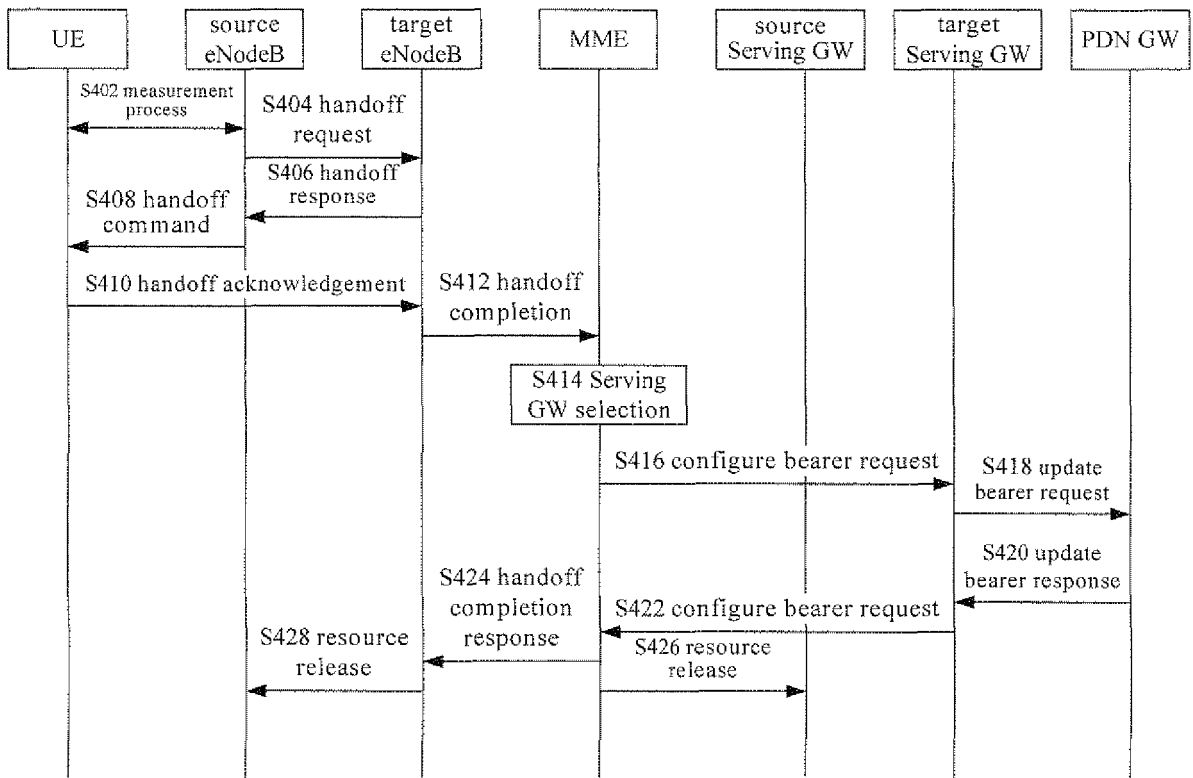 UE
source
eNodeB
target
eNodeB
MME
source
Serving GW
target
Serving GW
PDN GW
S402 measurement
process
S404 handoff
request
S406 handoff
response
S408 handoff
command
S410 handoff acknowledgement
S412 handoff
completion
S414 Serving
GW selection
S416 configure bearer request
S418 update
bearer request
S420 update
bearer response
S422 configure bearer request
S424 handoff
completion
response
S426 resource
release
S428 resource
release